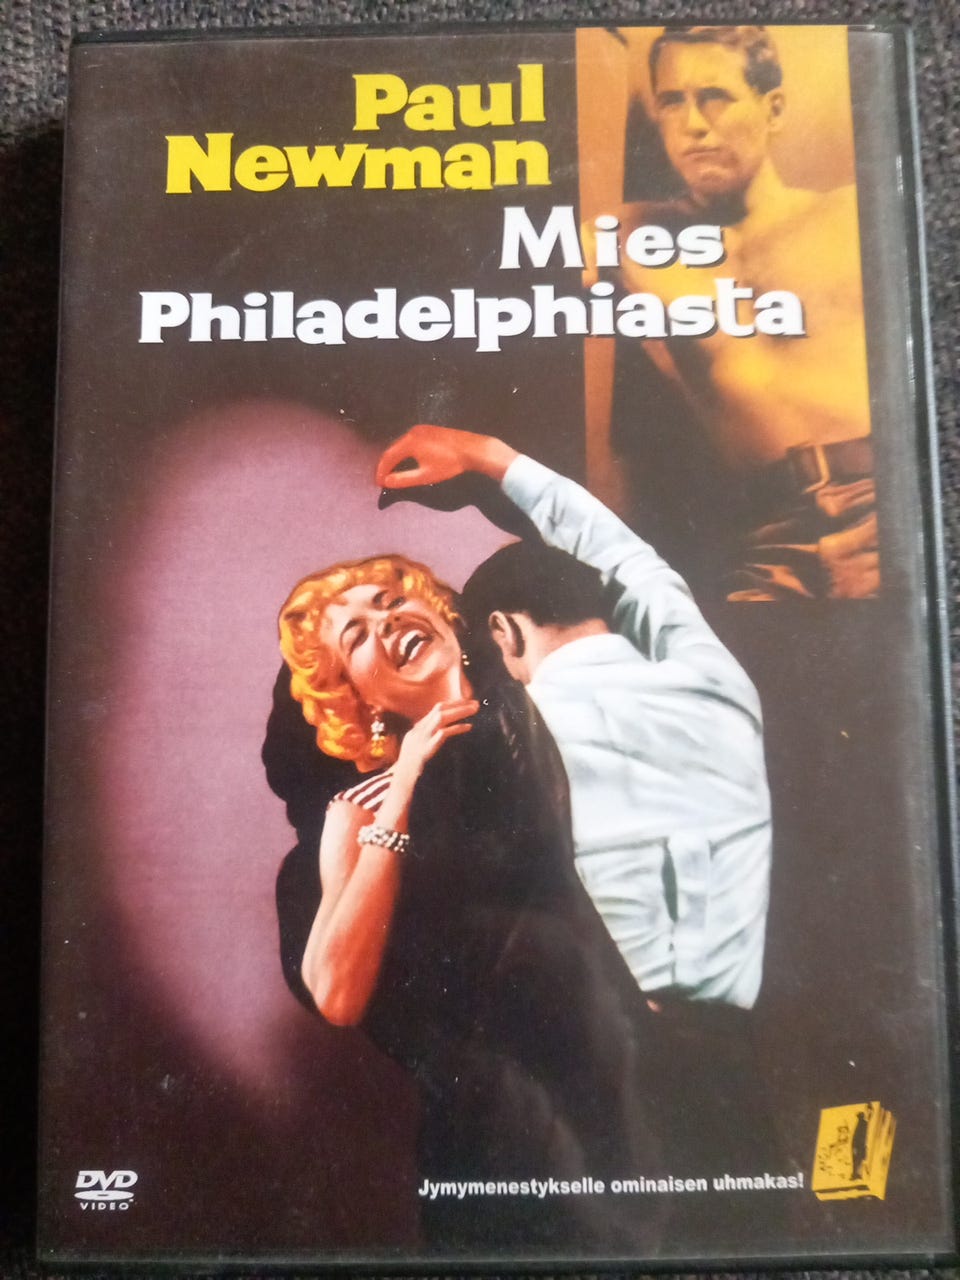 Paul
Newman
Mies
Philadelphiasta
DVD
VIDEO
Jymymenestykselle ominaisen uhmakas!